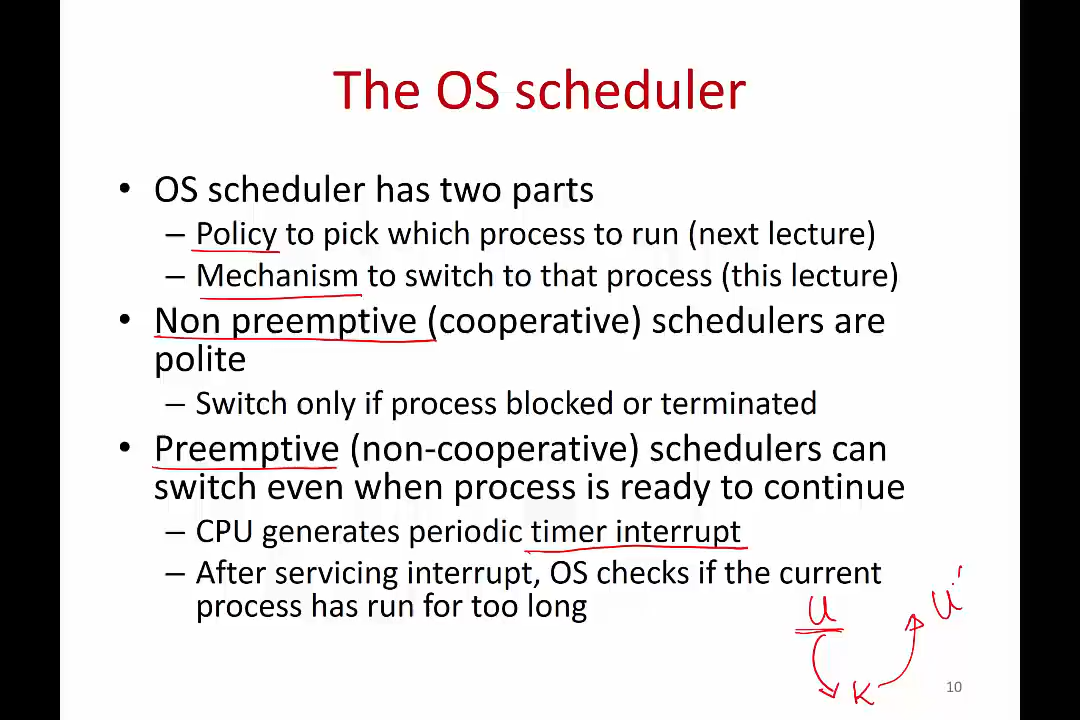 The OS scheduler
• OS scheduler has two parts
– Policy to pick which process to run (next lecture)
– Mechanism to switch to that process (this lecture)
• Non preemptive (cooperative) schedulers are
polite
– Switch only if process blocked or terminated
• Preemptive (non-cooperative) schedulers can
switch even when process is ready to continue
– CPU generates periodic timer interrupt
– After servicing interrupt, OS checks if the current
process has run for too long
U
U'
K
10